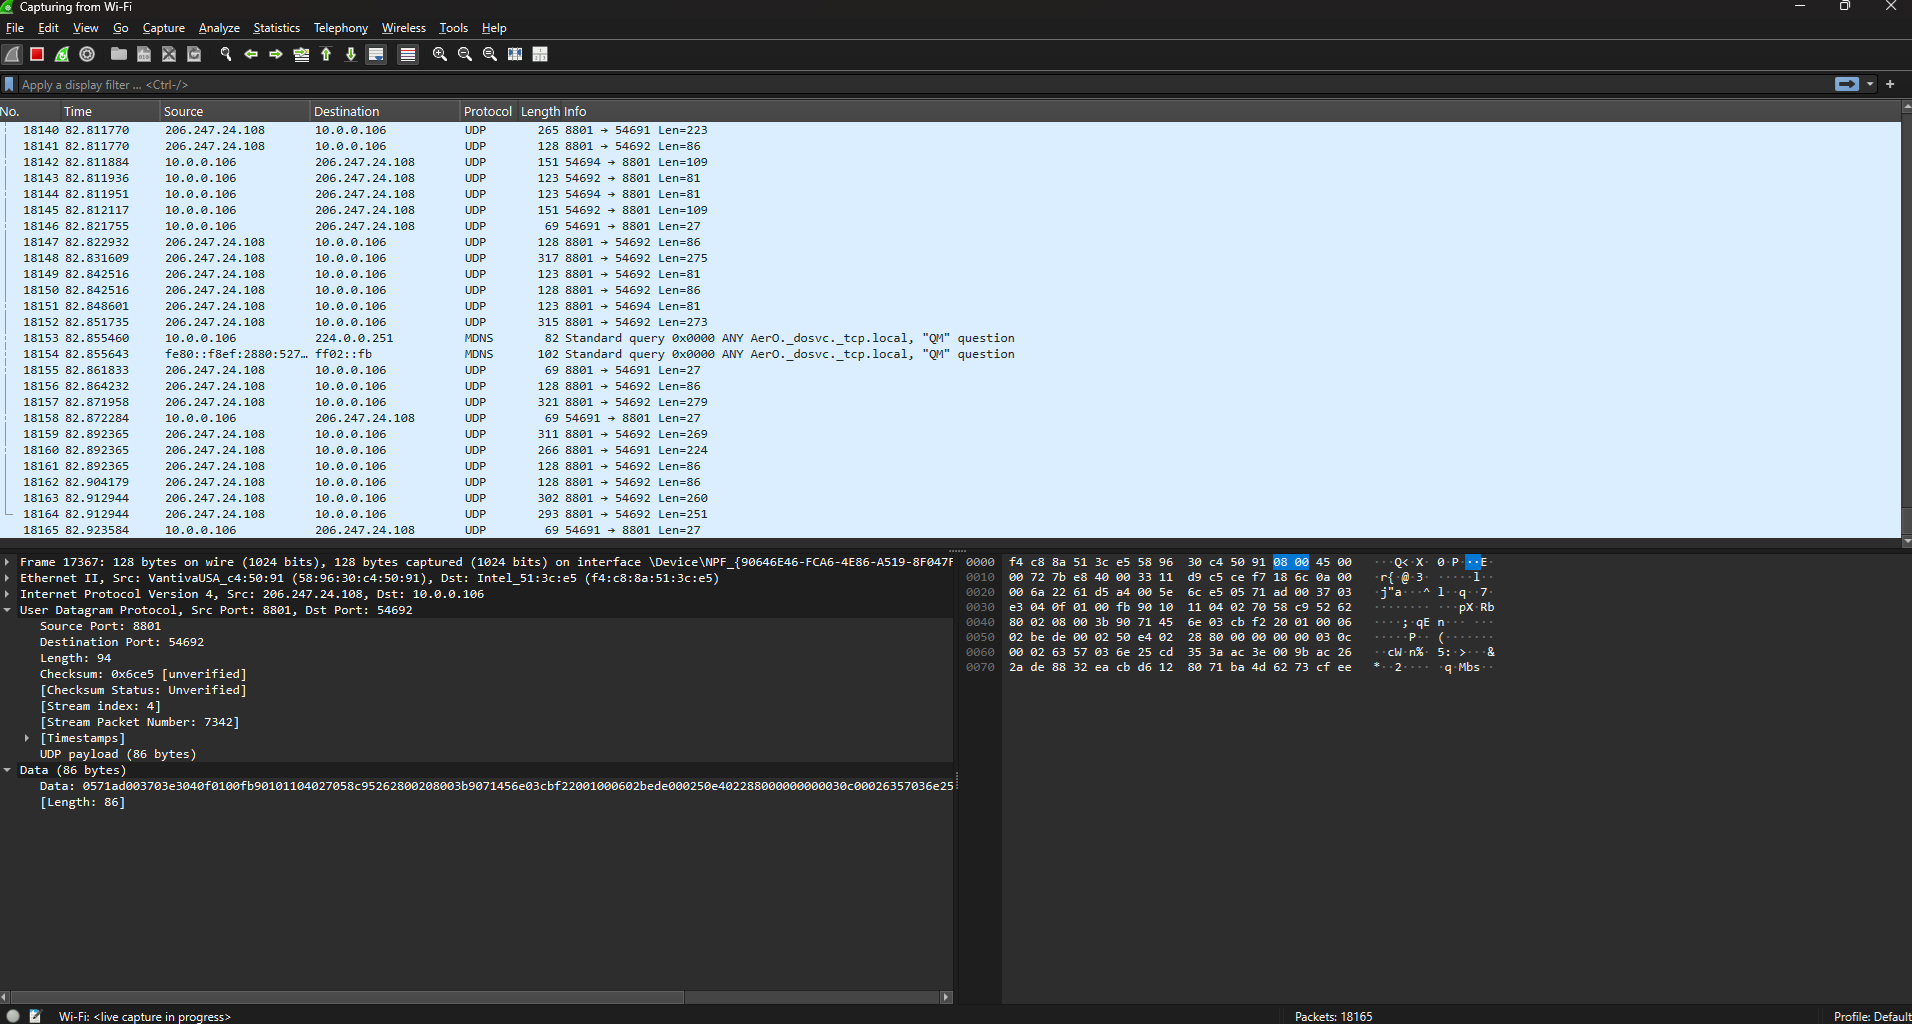 Capturing from Wi-Fi
File Edit View Go Capture Analyze Statistics Telephony Wireless Tools Help
Apply a display filter ... <Ctrl-/>
No. Time Source Destination Protocol Length Info
18140 82.811770 206.247.24.108 10.0.0.106 UDP 265 8801 → 54691 Len=223
18141 82.811770 206.247.24.108 10.0.0.106 UDP 128 8801 → 54692 Len=86
18142 82.811884 10.0.0.106 206.247.24.108 UDP 151 54694 → 8801 Len=109
18143 82.811936 10.0.0.106 206.247.24.108 UDP 123 54692 → 8801 Len=81
18144 82.811951 10.0.0.106 206.247.24.108 UDP 123 54694 → 8801 Len=81
18145 82.812117 10.0.0.106 206.247.24.108 UDP 151 54692 → 8801 Len=109
18146 82.821755 10.0.0.106 206.247.24.108 UDP 69 54691 → 8801 Len=27
18147 82.822932 206.247.24.108 10.0.0.106 UDP 128 8801 → 54692 Len=86
18148 82.831609 206.247.24.108 10.0.0.106 UDP 317 8801 → 54692 Len=275
18149 82.842516 206.247.24.108 10.0.0.106 UDP 123 8801 → 54692 Len=81
18150 82.842516 206.247.24.108 10.0.0.106 UDP 128 8801 → 54692 Len=86
18151 82.848601 206.247.24.108 10.0.0.106 UDP 123 8801 → 54694 Len=81
18152 82.851735 206.247.24.108 10.0.0.106 UDP 315 8801 → 54692 Len=273
18153 82.855460 10.0.0.106 224.0.0.251 MDNS 82 Standard query 0x0000 ANY AerO._dosvc._tcp.local, "QM" question
18154 82.855643 fe80::f8ef:2880:527… ff02::fb MDNS 102 Standard query 0x0000 ANY AerO._dosvc._tcp.local, "QM" question
18155 82.861833 206.247.24.108 10.0.0.106 UDP 69 8801 → 54691 Len=27
18156 82.864232 206.247.24.108 10.0.0.106 UDP 128 8801 → 54692 Len=86
18157 82.871958 206.247.24.108 10.0.0.106 UDP 321 8801 → 54692 Len=279
18158 82.872284 10.0.0.106 206.247.24.108 UDP 69 54691 → 8801 Len=27
18159 82.892365 206.247.24.108 10.0.0.106 UDP 311 8801 → 54692 Len=269
18160 82.892365 206.247.24.108 10.0.0.106 UDP 266 8801 → 54691 Len=224
18161 82.892365 206.247.24.108 10.0.0.106 UDP 128 8801 → 54692 Len=86
18162 82.904179 206.247.24.108 10.0.0.106 UDP 128 8801 → 54692 Len=86
18163 82.912944 206.247.24.108 10.0.0.106 UDP 302 8801 → 54692 Len=260
18164 82.912944 206.247.24.108 10.0.0.106 UDP 293 8801 → 54692 Len=251
18165 82.923584 10.0.0.106 206.247.24.108 UDP 69 54691 → 8801 Len=27
Frame 17367: 128 bytes on wire (1024 bits), 128 bytes captured (1024 bits) on interface \Device\NPF_{90646E46-FCA6-4E86-A519-8F047F
Ethernet II, Src: VantivaUSA_c4:50:91 (58:96:30:c4:50:91), Dst: Intel_51:3c:e5 (f4:c8:8a:51:3c:e5)
Internet Protocol Version 4, Src: 206.247.24.108, Dst: 10.0.0.106
User Datagram Protocol, Src Port: 8801, Dst Port: 54692
Source Port: 8801
Destination Port: 54692
Length: 94
Checksum: 0x6ce5 [unverified]
[Checksum Status: Unverified]
[Stream index: 4]
[Stream Packet Number: 7342]
[Timestamps]
UDP payload (86 bytes)
Data (86 bytes)
Data: 0571ad003703e3040f0100fb90101104027058c95262800208003b9071456e03cbf22001000602bede000250e402288000000000030c00026357036e25
[Length: 86]
0000 f4 c8 8a 51 3c e5 58 96 30 c4 50 91 08 00 45 00 ···Q<·X·0·P···E·
0010 00 72 7b e8 40 00 33 11 d9 c5 ce f7 18 6c 0a 00 ·r{·@·3······l··
0020 00 6a 22 61 d5 a4 00 5e 6c e5 05 71 ad 00 37 03 ·j"a···^l··q··7·
0030 e3 04 0f 01 00 fb 90 10 11 04 02 70 58 c9 52 62 ···········pX·Rb
0040 80 02 08 00 3b 90 71 45 6e 03 cb f2 20 01 00 06 ····;·qEn··· ···
0050 02 be de 00 02 50 e4 02 28 80 00 00 00 00 03 0c ·····P··(·······
0060 00 02 63 57 03 6e 25 cd 35 3a ac 3e 00 9b ac 26 ··cW·n%·5:·>···&
0070 2a de 88 32 ea cb d6 12 80 71 ba 4d 62 73 cf ee *··2·····q·Mbs··
Wi-Fi: <live capture in progress> Packets: 18165 Profile: Default